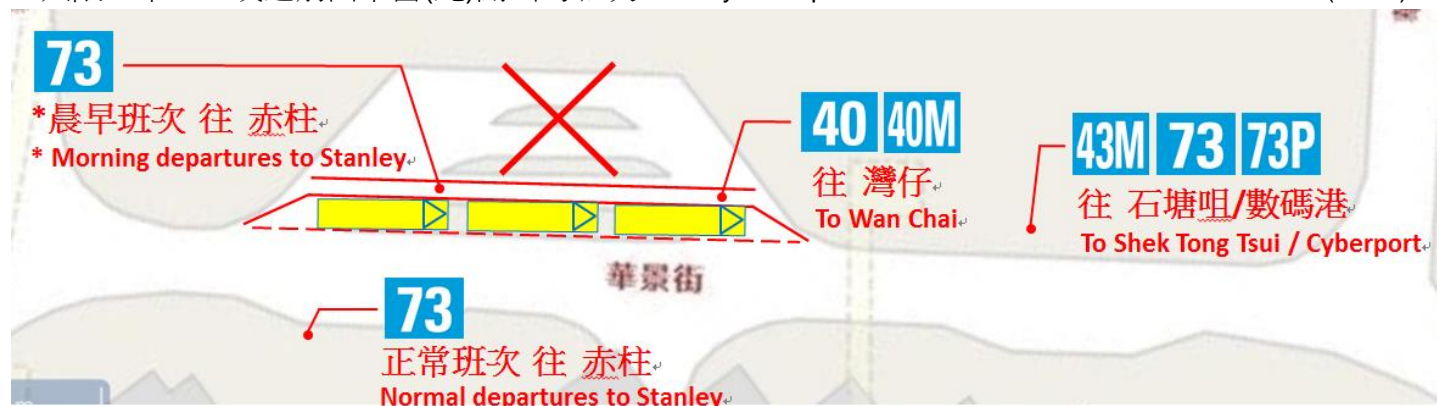 73
*晨早班次 往 赤柱
* Morning departures to Stanley
40 40M
往 灣仔
To Wan Chai
43M 73 73P
往 石塘咀/數碼港
To Shek Tong Tsui / Cyberport
華景街
73
正常班次 往 赤柱
Normal departures to Stanley